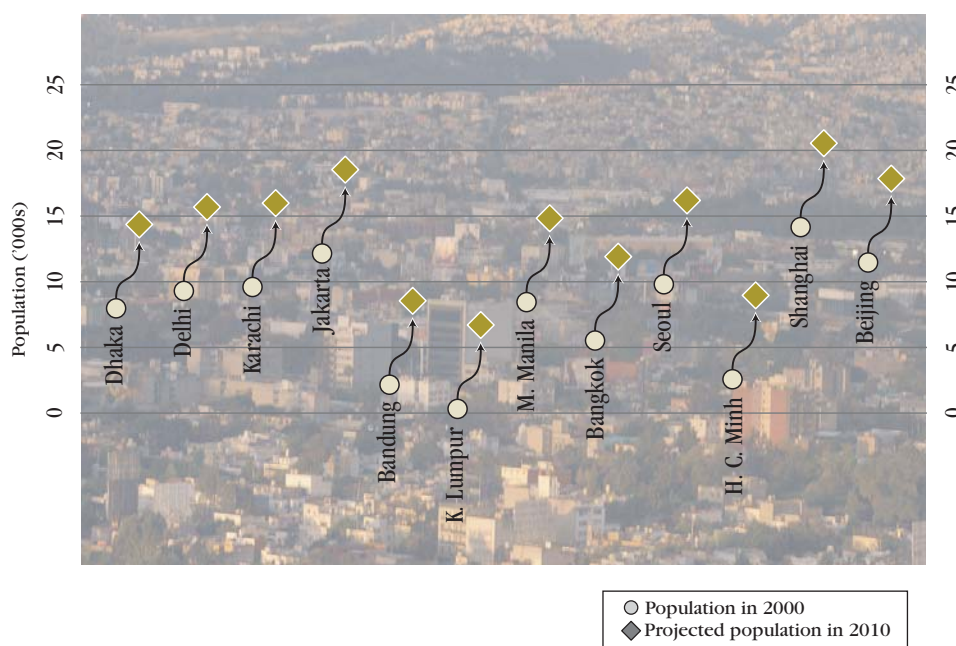 Population ('000s)
25
20
15
10
5
0
25
20
15
10
5
0
Dhaka
Delhi
Karachi
Jakarta
Bandung
K. Lumpur
M. Manila
Bangkok
Seoul
H. C. Minh
Shanghai
Beijing
Population in 2000
Projected population in 2010